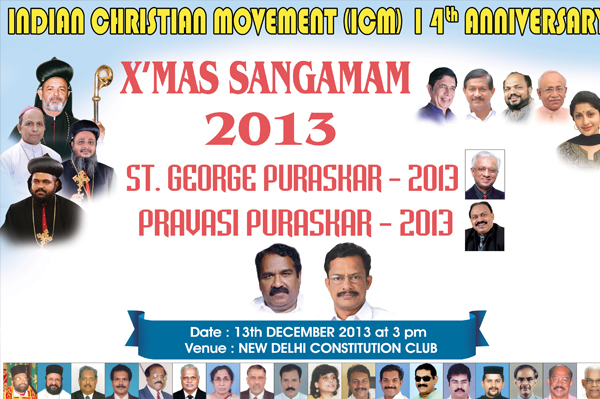 INDIAN CHRISTIAN MOVEMENT (ICM) 14th ANNIVERSARY
X'MAS SANGAMAM
2013
ST. GEORGE PURASKAR - 2013
PRAVASI PURASKAR - 2013
Date : 13th DECEMBER 2013 at 3 pm
Venue : NEW DELHI CONSTITUTION CLUB